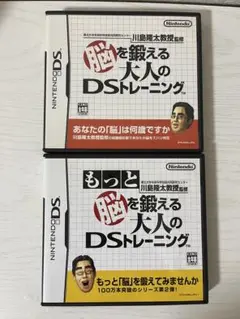 Nintendo
NINTENDO DS
川島隆太教授監修
脳を鍛える
大人の
DSトレーニング
あなたの「脳」は何歳ですか
Nintendo
NINTENDO DS
川島隆太教授監修
もっと
脳を鍛える
大人の
DSトレーニング
もっと「脳」を鍛えてみませんか
100万本突破のシリーズ第2弾!